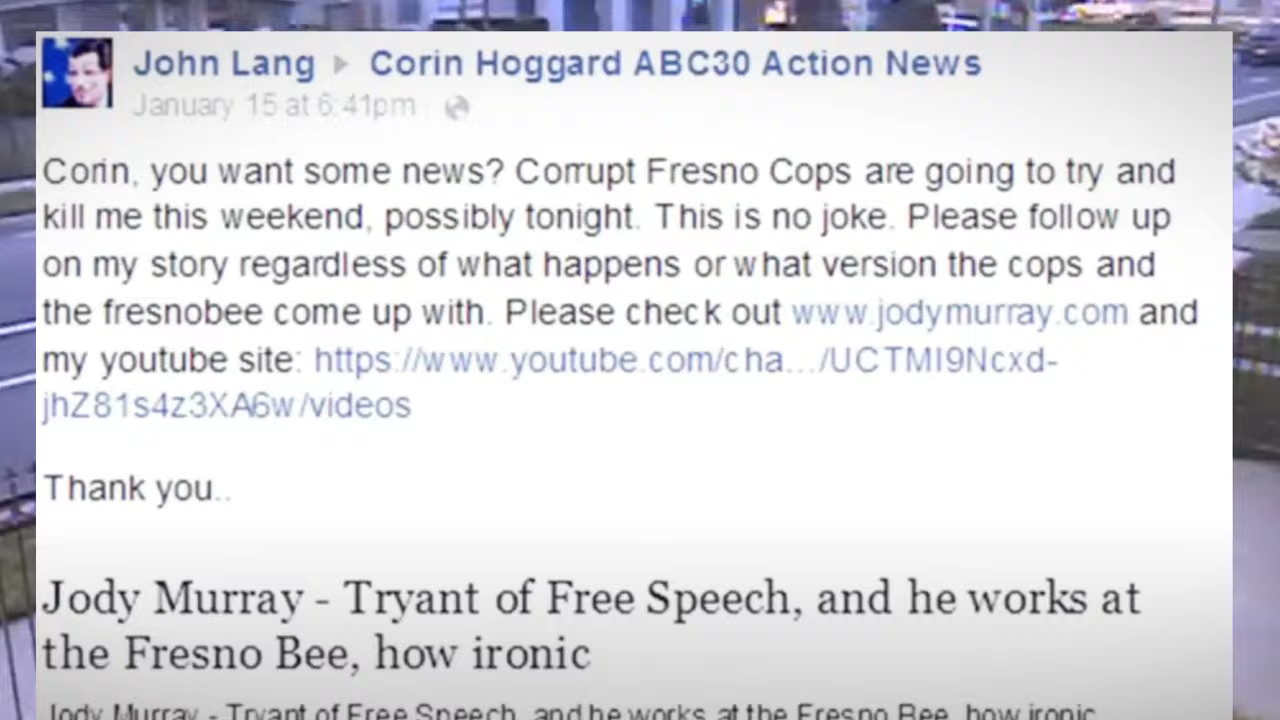 John Lang ▸ Corin Hoggard ABC30 Action News
January 15 at 6:41pm
Corin, you want some news? Corrupt Fresno Cops are going to try and
kill me this weekend, possibly tonight. This is no joke. Please follow up
on my story regardless of what happens or what version the cops and
the fresnobee come up with. Please check out www.jodymurray.com and
my youtube site: https://www.youtube.com/cha.../UCTMI9Ncxd-
jhZ81s4z3XA6w/videos
Thank you..
Jody Murray - Tryant of Free Speech, and he works at
the Fresno Bee, how ironic
Jody Murray - Tryant of Free Speech, and he works at the Fresno Bee, how ironic